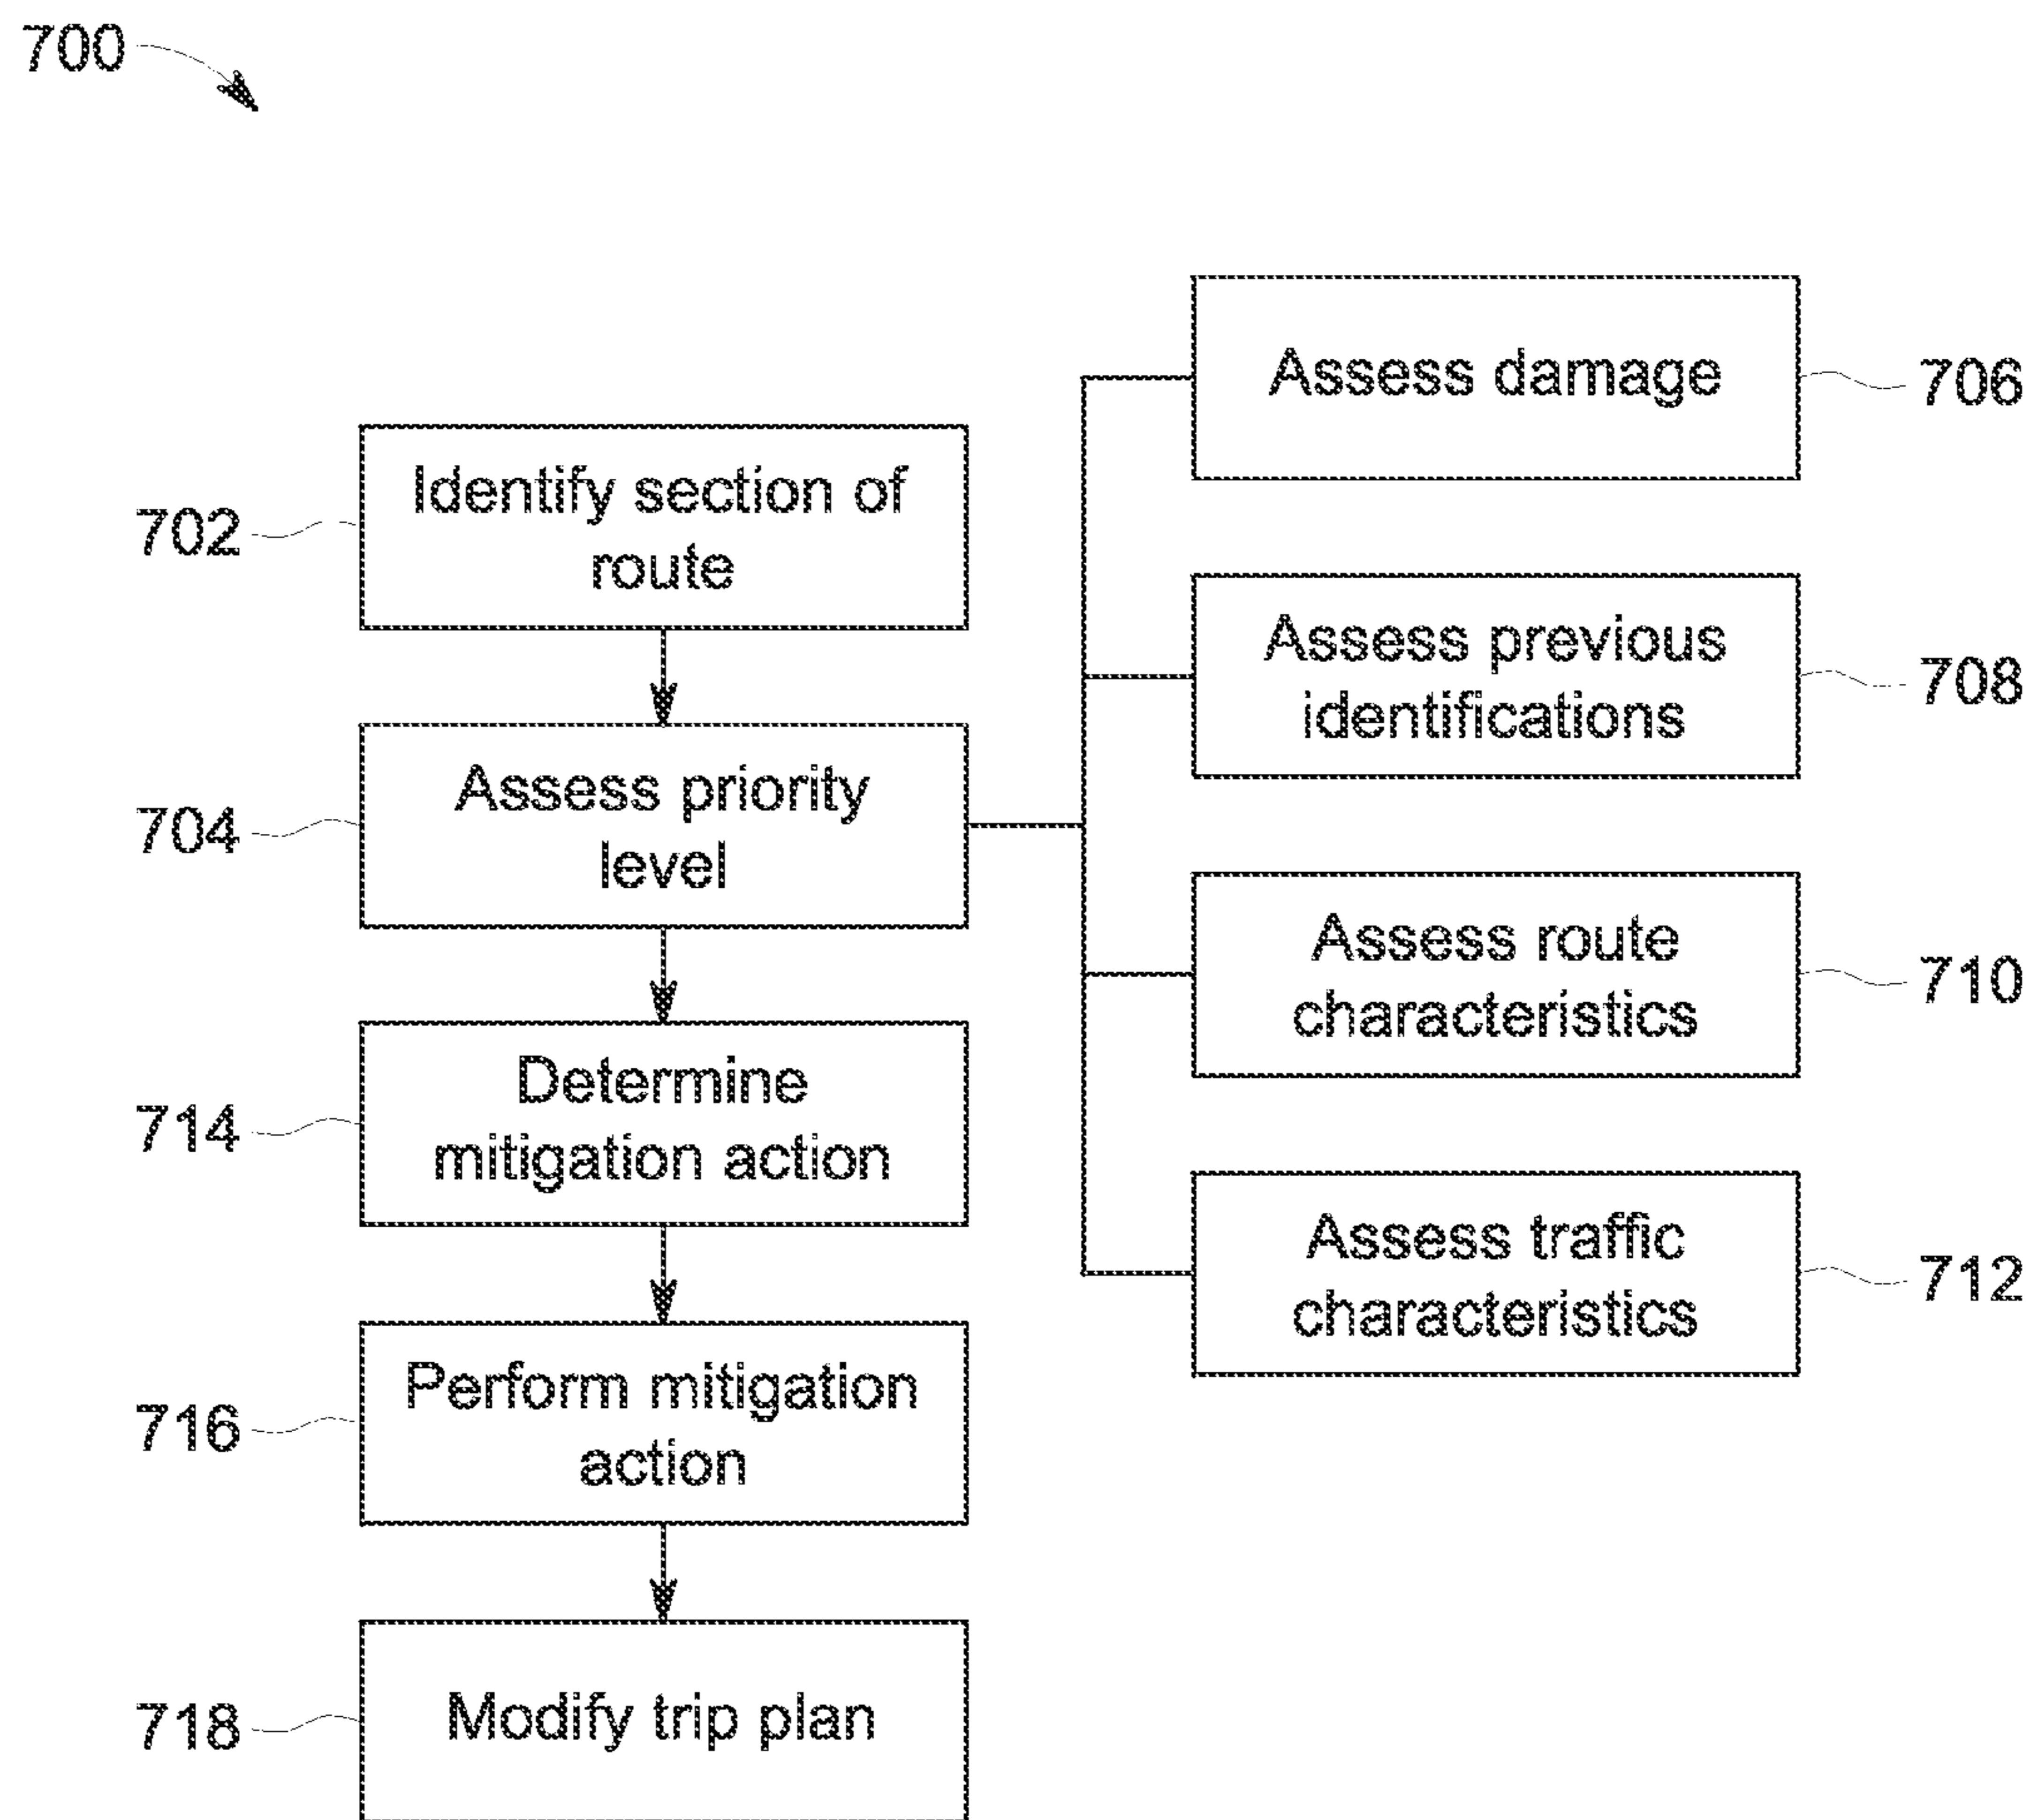 700
702
Identify section of
route
704
Assess priority
level
Assess damage
706
Assess previous
identifications
708
Assess route
characteristics
710
Assess traffic
characteristics
712
714
Determine
mitigation action
716
Perform mitigation
action
718
Modify trip plan